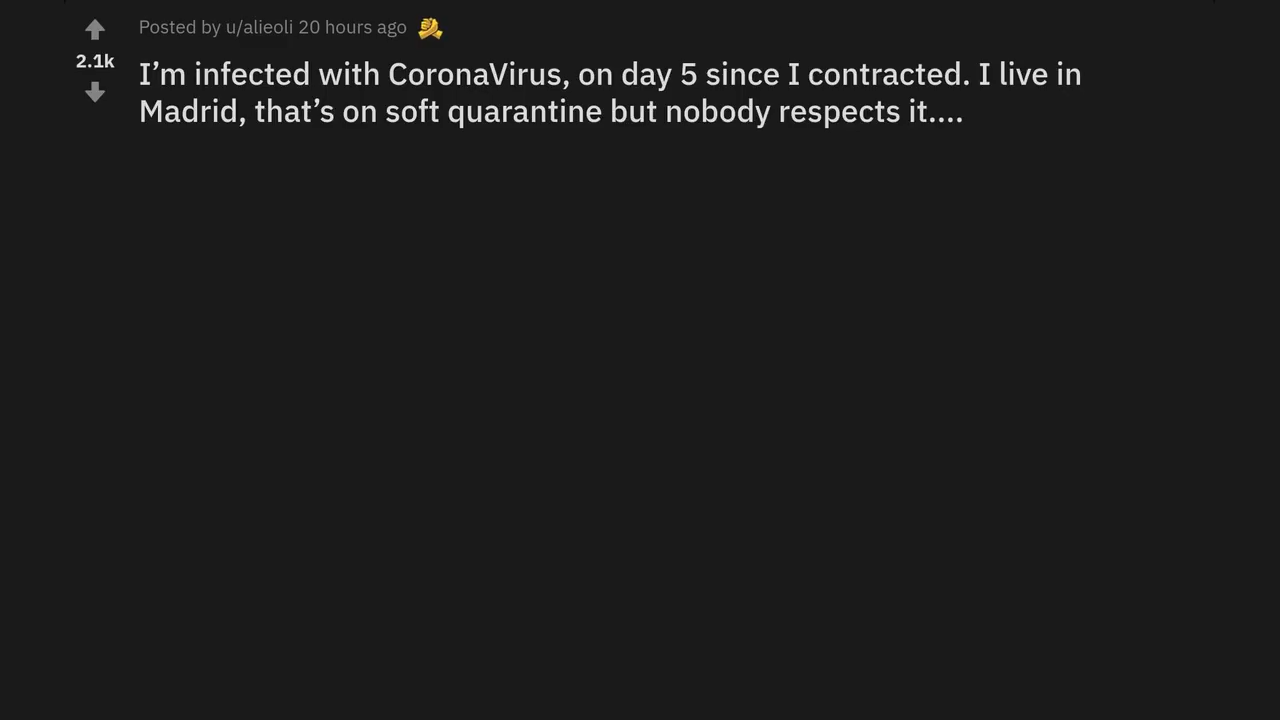 Posted by u/alieoli 20 hours ago
2.1k
I’m infected with CoronaVirus, on day 5 since I contracted. I live in
Madrid, that’s on soft quarantine but nobody respects it....